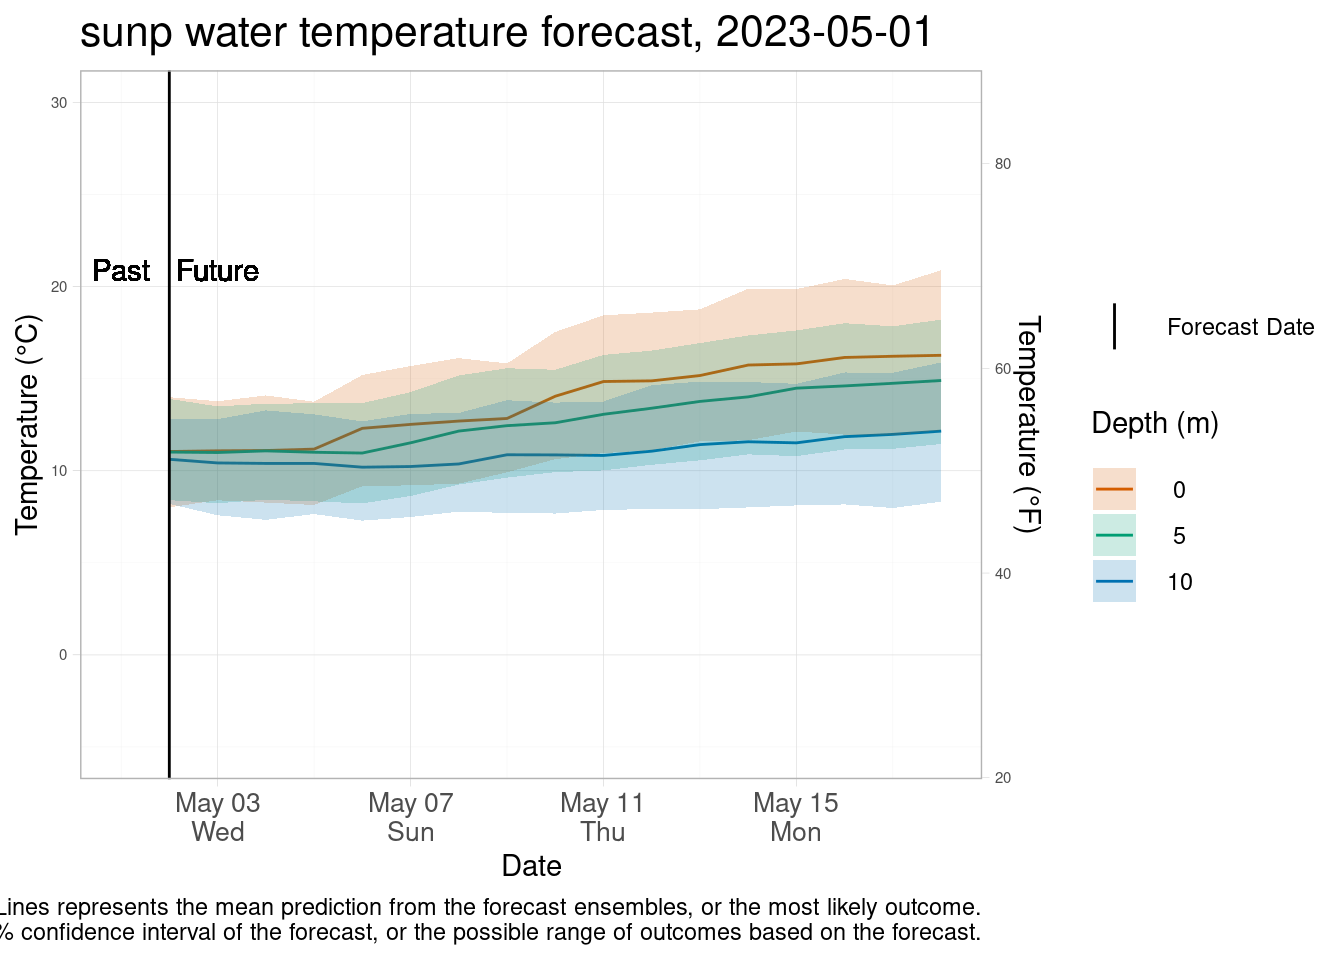 sunp water temperature forecast, 2023-05-01
30
20
10
0
Temperature (°C)
Past
Future
80
60
40
20
Temperature (°F)
May 03
Wed
May 07
Sun
May 11
Thu
May 15
Mon
Date
Forecast Date
Depth (m)
0
5
10
Lines represents the mean prediction from the forecast ensembles, or the most likely outcome.
% confidence interval of the forecast, or the possible range of outcomes based on the forecast.